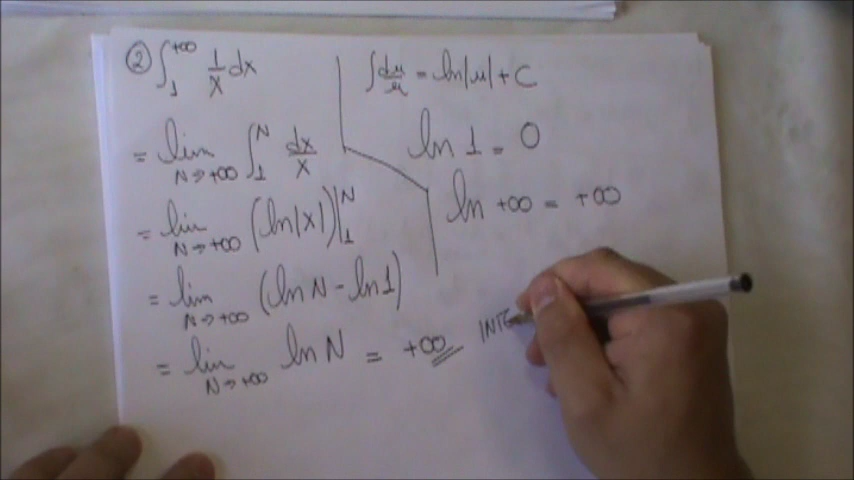 ② ∫₁^{+∞} 1/x dx
= lim_{N→+∞} ∫₁^N dx/x
= lim_{N→+∞} (ln|x|)|₁^N
= lim_{N→+∞} (ln N - ln 1)
= lim_{N→+∞} ln N = +∞ INTE
∫ du/u = ln|u| + C
ln 1 = 0
ln +∞ = +∞